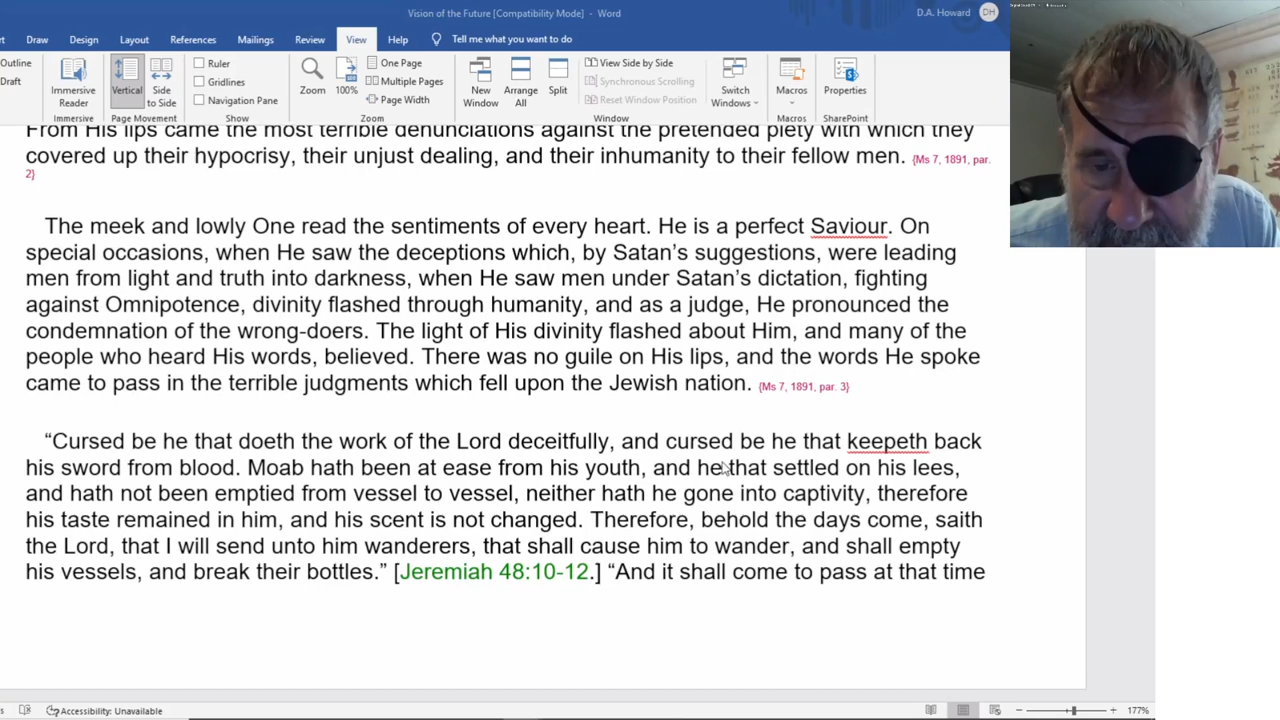 Vision of the Future [Compatibility Mode] - Word
D.A. Howard DH
Draw Design Layout References Mailings Review View Help Tell me what you want to do
Outline
Draft
Immersive
Reader
Immersive
Vertical
Side
to Side
Page Movement
Ruler
Gridlines
Navigation Pane
Show
Zoom
100%
One Page
Multiple Pages
Page Width
Zoom
New
Window
Arrange
All
Split
View Side by Side
Synchronous Scrolling
Reset Window Position
Window
Switch
Windows
Macros
Macros
Properties
SharePoint
From His lips came the most terrible denunciations against the pretended piety with which they
covered up their hypocrisy, their unjust dealing, and their inhumanity to their fellow men. {Ms 7, 1891, par.
2}
The meek and lowly One read the sentiments of every heart. He is a perfect Saviour. On
special occasions, when He saw the deceptions which, by Satan’s suggestions, were leading
men from light and truth into darkness, when He saw men under Satan’s dictation, fighting
against Omnipotence, divinity flashed through humanity, and as a judge, He pronounced the
condemnation of the wrong-doers. The light of His divinity flashed about Him, and many of the
people who heard His words, believed. There was no guile on His lips, and the words He spoke
came to pass in the terrible judgments which fell upon the Jewish nation. {Ms 7, 1891, par. 3}
“Cursed be he that doeth the work of the Lord deceitfully, and cursed be he that keepeth back
his sword from blood. Moab hath been at ease from his youth, and he that settled on his lees,
and hath not been emptied from vessel to vessel, neither hath he gone into captivity, therefore
his taste remained in him, and his scent is not changed. Therefore, behold the days come, saith
the Lord, that I will send unto him wanderers, that shall cause him to wander, and shall empty
his vessels, and break their bottles.” [Jeremiah 48:10-12.] “And it shall come to pass at that time
Accessibility: Unavailable
177%